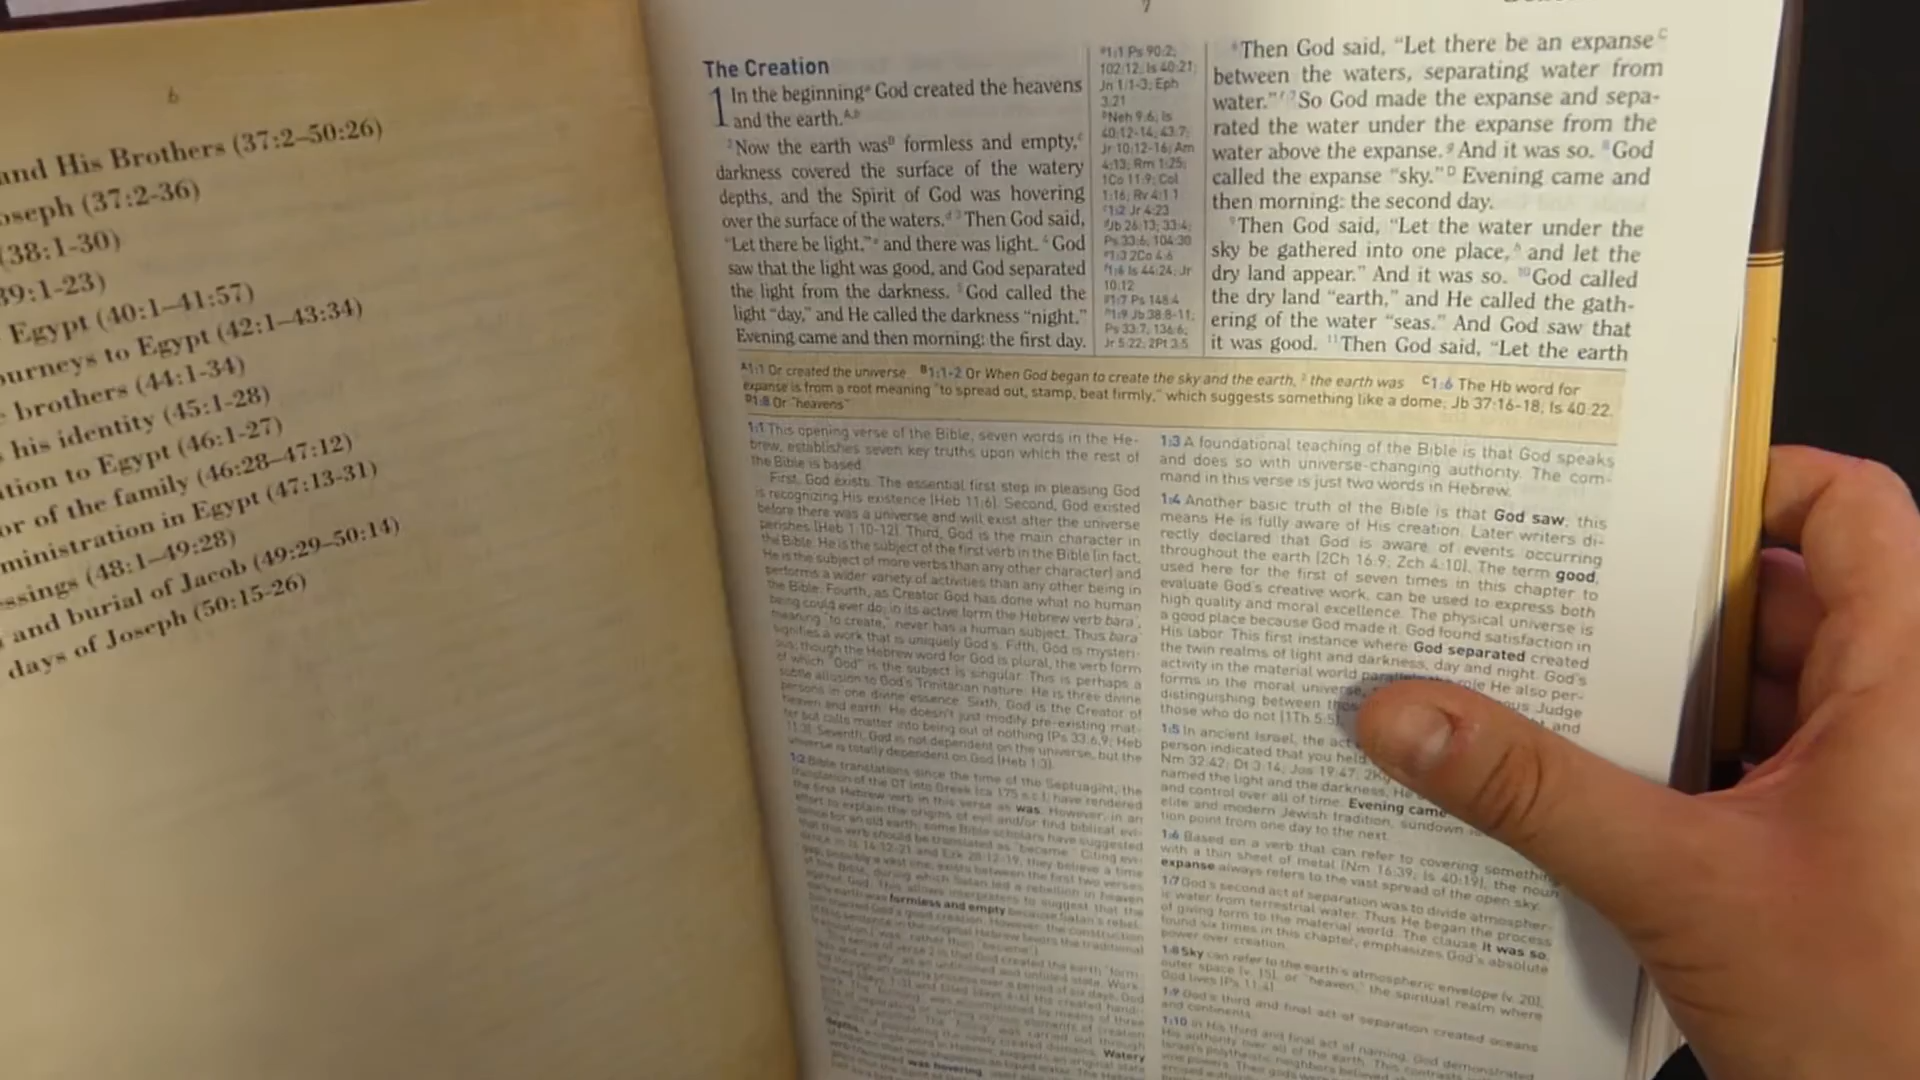 6
and His Brothers (37:2–50:26)
oseph (37:2-36)
(38:1-30)
39:1-23)
Egypt (40:1–41:57)
ourneys to Egypt (42:1–43:34)
brothers (44:1-34)
his identity (45:1-28)
tion to Egypt (46:1-27)
or of the family (46:28–47:12)
ministration in Egypt (47:13-31)
ssings (48:1–49:28)
and burial of Jacob (49:29–50:14)
days of Joseph (50:15-26)
7
The Creation
1 In the beginning God created the heavens
and the earth.
2 Now the earth was formless and empty,
darkness covered the surface of the watery
depths, and the Spirit of God was hovering
over the surface of the waters. 3 Then God said,
“Let there be light,” and there was light. 4 God
saw that the light was good, and God separated
the light from the darkness. 5 God called the
light “day,” and He called the darkness “night.”
Evening came and then morning: the first day.
1:1 Ps 90:2;
102:12; Is 40:21;
Jn 1:1-3; Eph
3:21
Neh 9:6; Is
40:12-14; 43:7;
Jr 10:12-16; Am
4:13; Rm 1:25;
1Co 11:9; Col
1:16; Rv 4:11
1:2 Jr 4:23
Jb 26:13; 33:4;
Ps 33:6; 104:30
1:3 2Co 4:6
1:6 Is 44:24; Jr
10:12
1:7 Ps 148:4
1:9 Jb 38:8-11;
Ps 33:7; 136:6;
Jr 5:22; 2Pt 3:5
6 Then God said, “Let there be an expanse C
between the waters, separating water from
water.” 7 So God made the expanse and sepa-
rated the water under the expanse from the
water above the expanse. And it was so. 8 God
called the expanse “sky.” D Evening came and
then morning: the second day.
9 Then God said, “Let the water under the
sky be gathered into one place, and let the
dry land appear.” And it was so. 10 God called
the dry land “earth,” and He called the gath-
ering of the water “seas.” And God saw that
it was good. 11 Then God said, “Let the earth
A1:1 Or created the universe B1:1-2 Or When God began to create the sky and the earth, 2 the earth was C1:6 The Hb word for
expanse is from a root meaning "to spread out, stamp, beat firmly," which suggests something like a dome; Jb 37:16-18; Is 40:22.
D1:8 Or "heavens"
1:1 This opening verse of the Bible, seven words in the He-
brew, establishes seven key truths upon which the rest of
the Bible is based.
First, God exists. The essential first step in pleasing God
is recognizing His existence (Heb 11:6). Second, God existed
before there was a universe and will exist after the universe
perishes (Heb 1:10-12). Third, God is the main character in
the Bible. He is the subject of the first verb in the Bible (in fact,
He is the subject of more verbs than any other character) and
performs a wider variety of activities than any other being in
the Bible. Fourth, as Creator God has done what no human
being could ever do; in its active form the Hebrew verb bara',
meaning "to create," never has a human subject. Thus bara'
signifies a work that is uniquely God's. Fifth, God is mysteri-
ous; though the Hebrew word for God is plural, the verb form
of which "God" is the subject is singular. This is perhaps a
subtle allusion to God's Trinitarian nature: He is three divine
persons in one divine essence. Sixth, God is the Creator of
heaven and earth. He doesn't just modify pre-existing mat-
ter but calls matter into being out of nothing (Ps 33:6,9; Heb
11:3). Seventh, God is not dependent on the universe, but the
universe is totally dependent on God (Heb 1:3).
1:2 Bible translations since the time of the Septuagint, the
translation of the OT into Greek (ca 175 B.C.), have rendered
the first Hebrew verb in this verse as was. However, in an
effort to explain the origins of evil and/or find biblical evi-
dence for an old earth, some Bible scholars have suggested
that this verb should be translated as "became." Citing evi-
dence in Is 14:12-21 and Ezk 28:12-19, they believe a time
gap, possibly a vast one, exists between the first two verses
of the Bible, during which Satan led a rebellion in heaven
against God. This allows interpreters to suggest that the
early earth was formless and empty because Satan's rebel-
1:3 A foundational teaching of the Bible is that God speaks
and does so with universe-changing authority. The com-
mand in this verse is just two words in Hebrew.
1:4 Another basic truth of the Bible is that God saw; this
means He is fully aware of His creation. Later writers di-
rectly declared that God is aware of events occurring
throughout the earth (2Ch 16:9; Zch 4:10). The term good,
used here for the first of seven times in this chapter to
evaluate God's creative work, can be used to express both
high quality and moral excellence. The physical universe is
a good place because God made it. God found satisfaction in
His labor. This first instance where God separated created
the twin realms of light and darkness, day and night. God's
activity in the material world role He also per-
forms in the moral universe, Judge
distinguishing between and
those who do not (1Th 5:5).
1:5 In ancient Israel, the act
person indicated that you held
Nm 32:42; Dt 3:14; Jos 19:47; 2Kg
named the light and the darkness, He
and control over all of time. Evening came
elite and modern Jewish tradition, sundown
tion point from one day to the next.
1:6 Based on a verb that can refer to covering something
with a thin sheet of metal (Nm 16:39; Is 40:19), the noun
expanse always refers to the vast spread of the open sky.
1:7 God's second act of separation was to divide atmospher-
ic water from terrestrial water. Thus He began the process
of giving form to the material world. The clause it was so,
found six times in this chapter, emphasizes God's absolute
power over creation.
1:8 Sky can refer to the earth's atmospheric envelope (v. 20),
outer space (v. 15), or "heaven," the spiritual realm where
God lives (Ps 11:4).
1:9 God's third and final act of separation created oceans
and continents.
1:10 In His third and final act of naming, God demonstrated
His authority over all of the earth. This contrasts
Israel's polytheistic neighbors believed